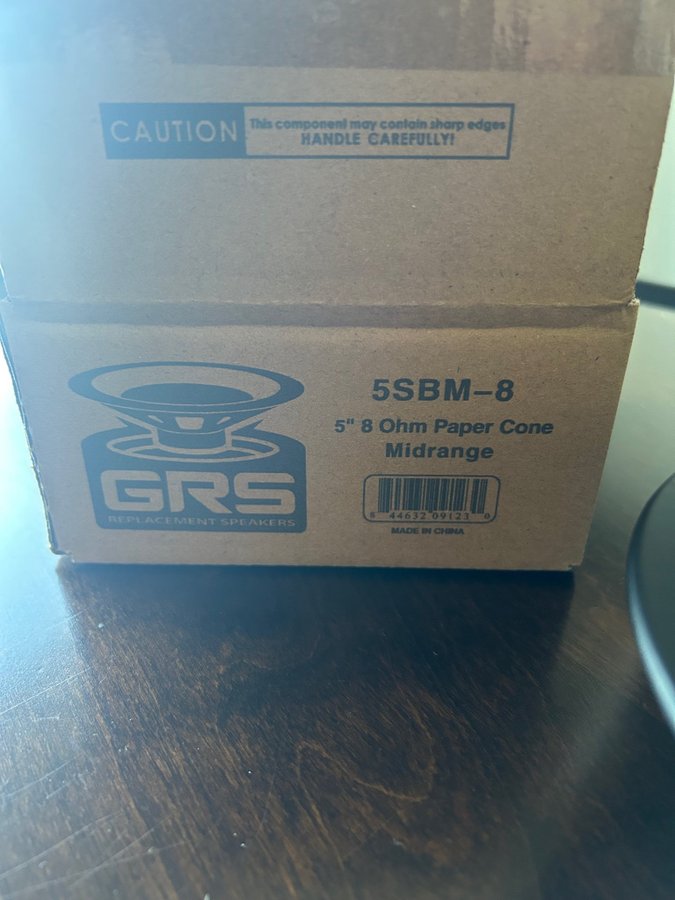 CAUTION
This component may contain sharp edges
HANDLE CAREFULLY!
GRS
REPLACEMENT SPEAKERS
5SBM-8
5" 8 Ohm Paper Cone
Midrange
8 44632 09123 0
MADE IN CHINA